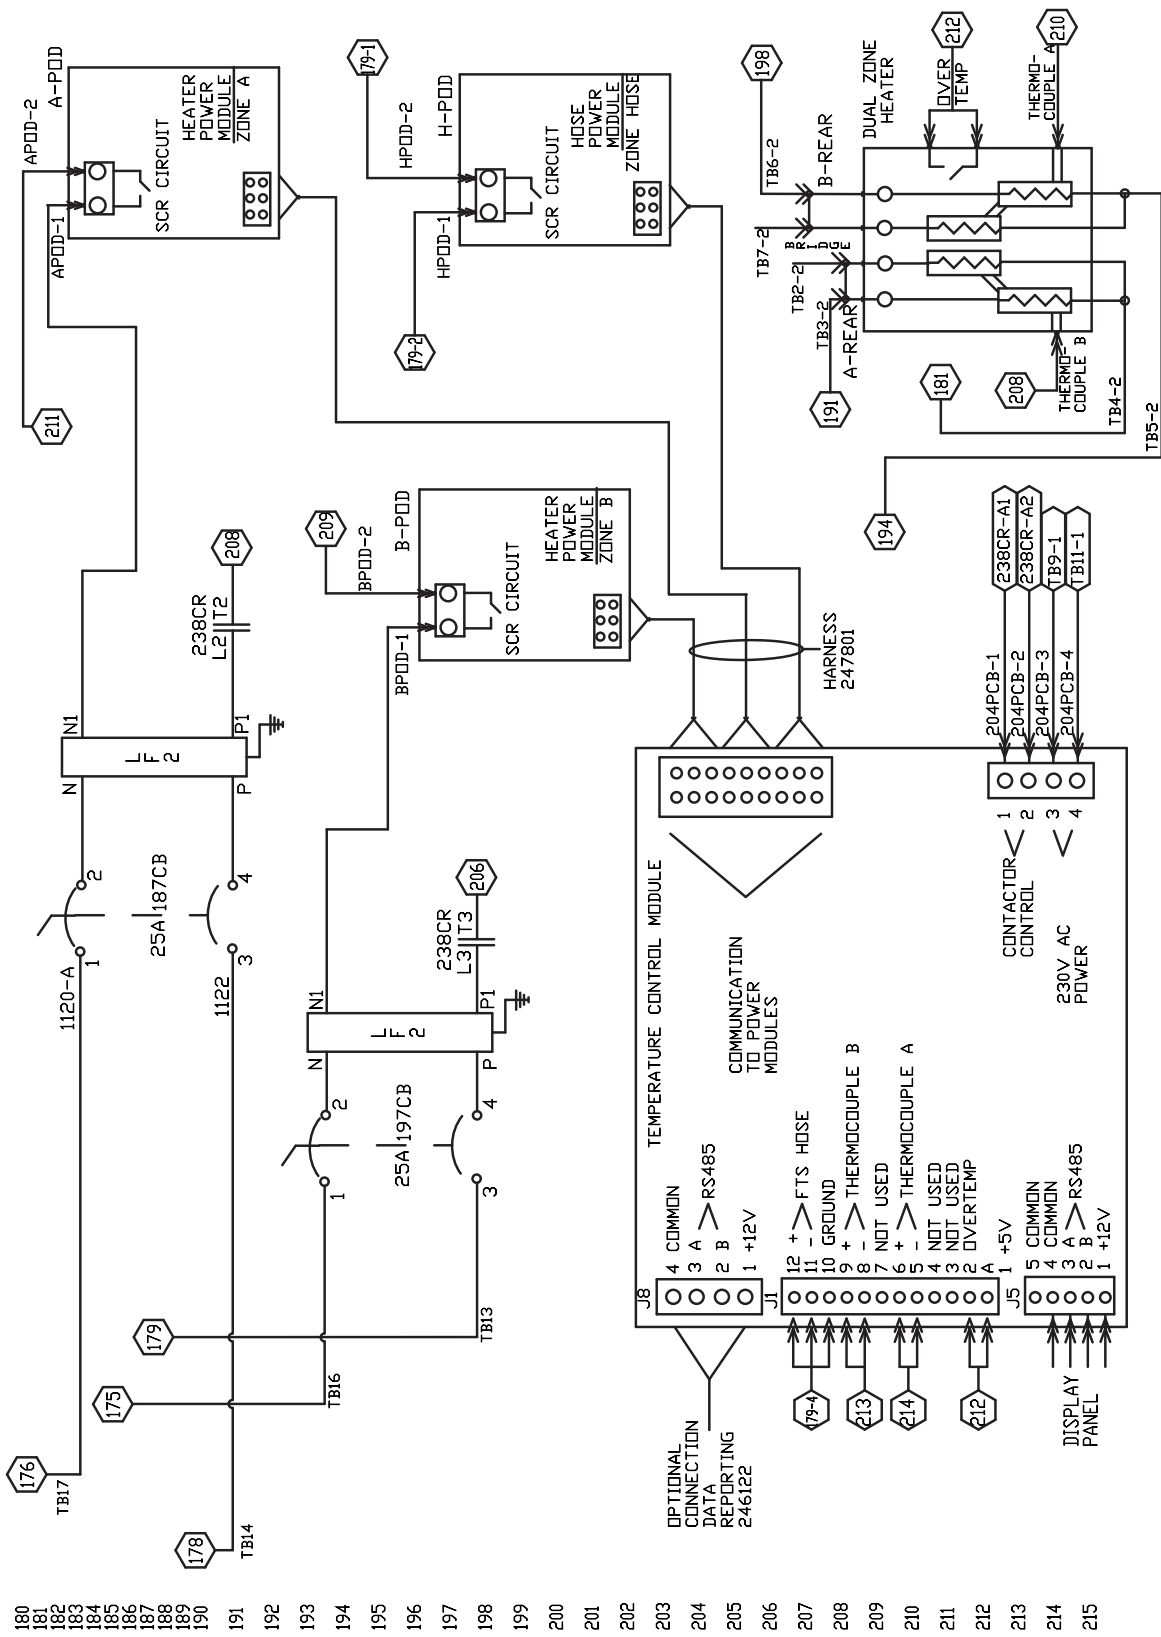 180
181
182
183
184
185
186
187
188
189
190
191
192
193
194
195
196
197
198
199
200
201
202
203
204
205
206
207
208
209
210
211
212
213
214
215
176
TB17
1120-A
1
2
25A 187CB
N
N1
LF2
178
TB14
1122
3
4
P
P1
238CR
L2
T2
208
211
APOD-2
APOD-1
A-POD
SCR CIRCUIT
HEATER
POWER
MODULE
ZONE A
175
TB16
1
2
25A 197CB
N
N1
LF2
179
TB13
3
4
P
P1
238CR
L3
T3
206
209
BPOD-2
BPOD-1
B-POD
SCR CIRCUIT
HEATER
POWER
MODULE
ZONE B
179-1
179-2
HPOD-2
HPOD-1
H-POD
SCR CIRCUIT
HOSE
POWER
MODULE
ZONE HOSE
HARNESS
247801
OPTIONAL
CONNECTION
DATA
REPORTING
246122
TEMPERATURE CONTROL MODULE
J8
4 COMMON
3 A
RS485
2 B
1 +12V
COMMUNICATION
TO POWER
MODULES
J1
12 +
FTS HOSE
11 -
10 GROUND
9 +
THERMOCOUPLE B
8 -
7 NOT USED
6 +
THERMOCOUPLE A
5 -
4 NOT USED
3 NOT USED
2 OVERTEMP
A
1 +5V
179-4
213
214
212
J5
5 COMMON
4 COMMON
3 A
RS485
2 B
1 +12V
DISPLAY
PANEL
CONTACTOR
CONTROL
230V AC
POWER
1
2
3
4
204PCB-1
204PCB-2
204PCB-3
204PCB-4
238CR-A1
238CR-A2
TB9-1
TB11-1
198
TB6-2
TB7-2
BRIDGE
TB2-2
TB3-2
B-REAR
A-REAR
191
DUAL ZONE
HEATER
OVER
TEMP
212
THERMO-
COUPLE A
210
181
208
THERMO-
COUPLE B
TB4-2
TB5-2
194